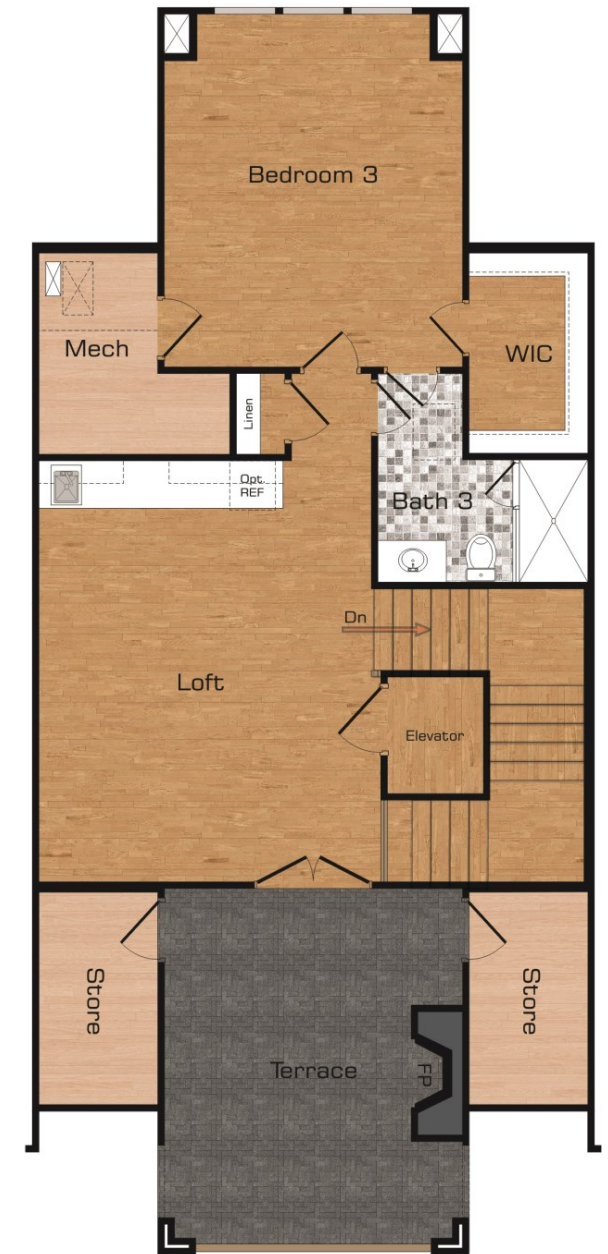 Bedroom 3
Mech
WIC
Linen
Opt
REF
Bath 3
Dn
Loft
Elevator
Store
Store
Terrace
FP